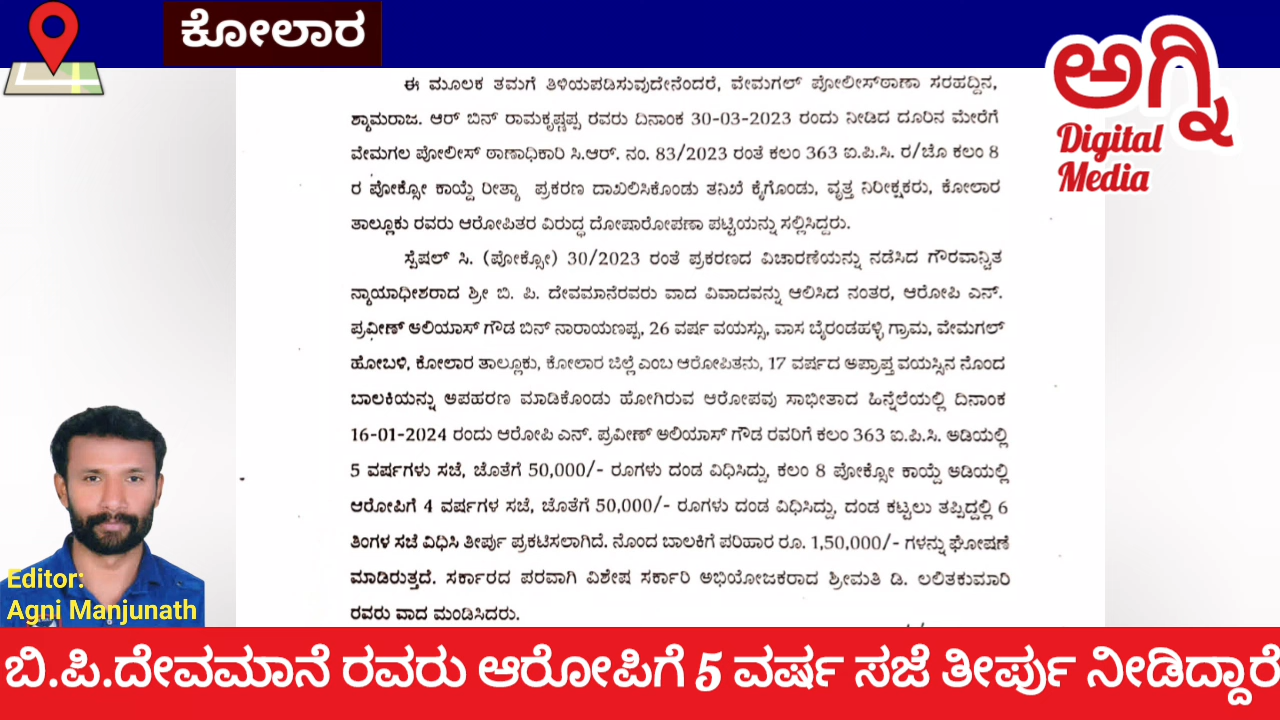 ಕೋಲಾರ
ಅಗ್ನಿ
Digital
Media
ಈ ಮೂಲಕ ತಮಗೆ ತಿಳಿಯಪಡಿಸುವುದೇನೆಂದರೆ, ವೇಮಗಲ್ ಪೋಲೀಸ್‌ಠಾಣಾ ಸರಹದ್ದಿನ,
ಶ್ಯಾಮರಾಜ. ಆರ್ ಬಿನ್ ರಾಮಕೃಷ್ಣಪ್ಪ ರವರು ದಿನಾಂಕ 30-03-2023 ರಂದು ನೀಡಿದ ದೂರಿನ ಮೇರೆಗೆ
ವೇಮಗಲ ಪೋಲೀಸ್ ಠಾಣಾಧಿಕಾರಿ ಸಿ.ಆರ್. ನಂ. 83/2023 ರಂತೆ ಕಲಂ 363 ಐ.ಪಿ.ಸಿ. ರ/ಜೊ ಕಲಂ 8
ರ ಪೋಕ್ಸೋ ಕಾಯ್ದೆ ರೀತ್ಯಾ ಪ್ರಕರಣ ದಾಖಲಿಸಿಕೊಂಡು ತನಿಖೆ ಕೈಗೊಂಡು, ವೃತ್ತ ನಿರೀಕ್ಷಕರು, ಕೋಲಾರ
ತಾಲ್ಲೂಕು ರವರು ಆರೋಪಿತರ ವಿರುದ್ಧ ದೋಷಾರೋಪಣಾ ಪಟ್ಟಿಯನ್ನು ಸಲ್ಲಿಸಿದ್ದರು.
ಸ್ಪೆಷಲ್ ಸಿ. (ಪೋಕ್ಸೋ) 30/2023 ರಂತೆ ಪ್ರಕರಣದ ವಿಚಾರಣೆಯನ್ನು ನಡೆಸಿದ ಗೌರವಾನ್ವಿತ
ನ್ಯಾಯಾಧೀಶರಾದ ಶ್ರೀ ಬಿ. ಪಿ. ದೇವಮಾನೆರವರು ವಾದ ವಿವಾದವನ್ನು ಆಲಿಸಿದ ನಂತರ, ಆರೋಪಿ ಎನ್.
ಪ್ರವೀಣ್ ಅಲಿಯಾಸ್ ಗೌಡ ಬಿನ್ ನಾರಾಯಣಪ್ಪ, 26 ವರ್ಷ ವಯಸ್ಸು, ವಾಸ ಬೈರಂಡಹಳ್ಳಿ ಗ್ರಾಮ, ವೇಮಗಲ್
ಹೋಬಳಿ, ಕೋಲಾರ ತಾಲ್ಲೂಕು, ಕೋಲಾರ ಜಿಲ್ಲೆ ಎಂಬ ಆರೋಪಿತನು, 17 ವರ್ಷದ ಅಪ್ರಾಪ್ತ ವಯಸ್ಸಿನ ನೊಂದ
ಬಾಲಕಿಯನ್ನು ಅಪಹರಣ ಮಾಡಿಕೊಂಡು ಹೋಗಿರುವ ಆರೋಪವು ಸಾಭೀತಾದ ಹಿನ್ನೆಲೆಯಲ್ಲಿ ದಿನಾಂಕ
16-01-2024 ರಂದು ಆರೋಪಿ ಎನ್. ಪ್ರವೀಣ್ ಅಲಿಯಾಸ್ ಗೌಡ ರವರಿಗೆ ಕಲಂ 363 ಐ.ಪಿ.ಸಿ. ಅಡಿಯಲ್ಲಿ
5 ವರ್ಷಗಳು ಸಜೆ, ಜೊತೆಗೆ 50,000/- ರೂಗಳು ದಂಡ ವಿಧಿಸಿದ್ದು, ಕಲಂ 8 ಪೋಕ್ಸೋ ಕಾಯ್ದೆ ಅಡಿಯಲ್ಲಿ
ಆರೋಪಿಗೆ 4 ವರ್ಷಗಳ ಸಜೆ, ಜೊತೆಗೆ 50,000/- ರೂಗಳು ದಂಡ ವಿಧಿಸಿದ್ದು, ದಂಡ ಕಟ್ಟಲು ತಪ್ಪಿದ್ದಲ್ಲಿ 6
ತಿಂಗಳ ಸಜೆ ವಿಧಿಸಿ ತೀರ್ಪು ಪ್ರಕಟಿಸಲಾಗಿದೆ. ನೊಂದ ಬಾಲಕಿಗೆ ಪರಿಹಾರ ರೂ. 1,50,000/- ಗಳನ್ನು ಘೋಷಣೆ
ಮಾಡಿರುತ್ತದೆ. ಸರ್ಕಾರದ ಪರವಾಗಿ ವಿಶೇಷ ಸರ್ಕಾರಿ ಅಭಿಯೋಜಕರಾದ ಶ್ರೀಮತಿ ಡಿ. ಲಲಿತಕುಮಾರಿ
ರವರು ವಾದ ಮಂಡಿಸಿದರು.
Editor:
Agni Manjunath
ಬಿ.ಪಿ.ದೇವಮಾನೆ ರವರು ಆರೋಪಿಗೆ 5 ವರ್ಷ ಸಜೆ ತೀರ್ಪು ನೀಡಿದ್ದಾರೆ